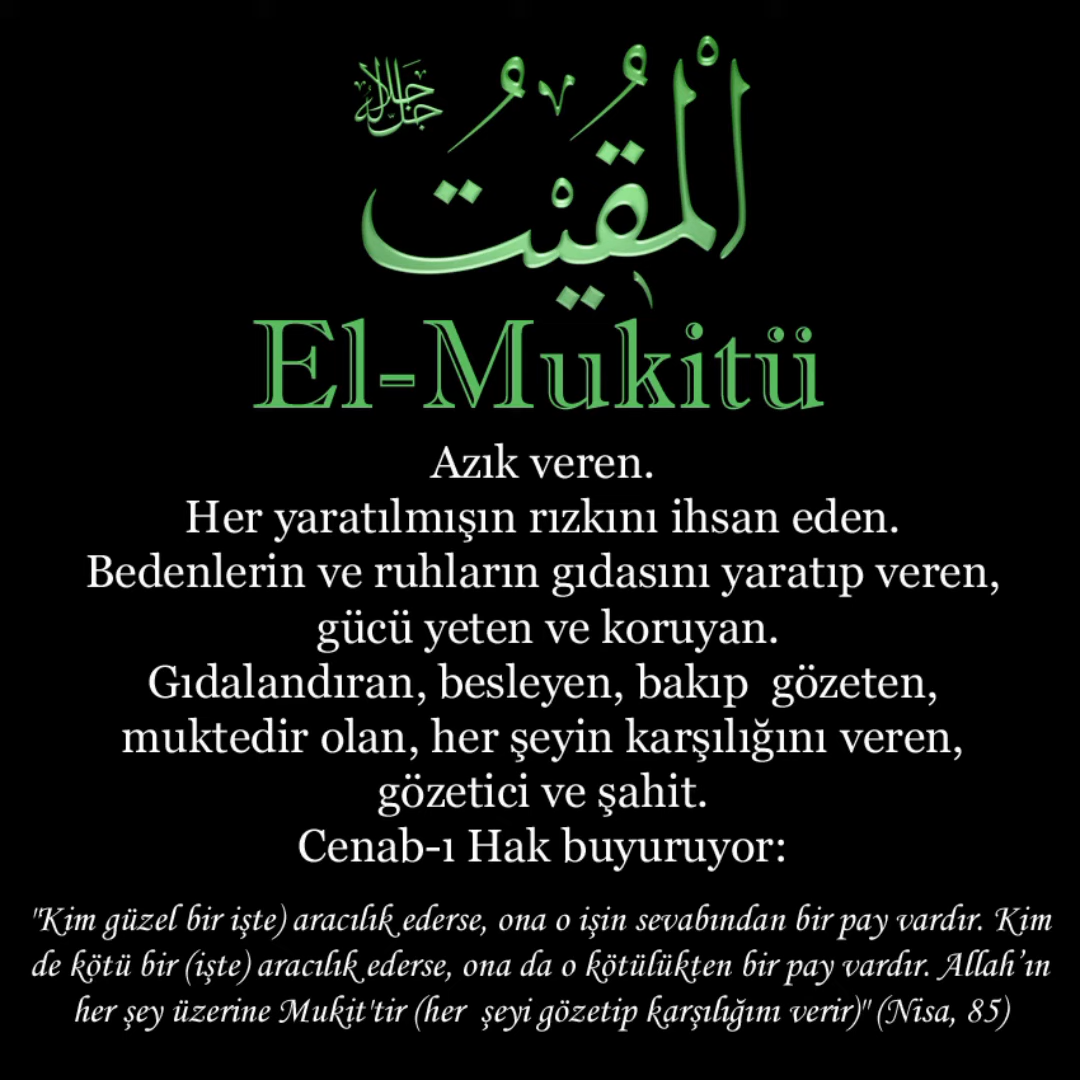 الْمُقِيْتُ جل جلاله
El-Mukitü
Azık veren.
Her yaratılmışın rızkını ihsan eden.
Bedenlerin ve ruhların gıdasını yaratıp veren,
gücü yeten ve koruyan.
Gıdalandıran, besleyen, bakıp gözeten,
muktedir olan, her şeyin karşılığını veren,
gözetici ve şahit.
Cenab-ı Hak buyuruyor:
"Kim güzel bir işte) aracılık ederse, ona o işin sevabından bir pay vardır. Kim
de kötü bir (işte) aracılık ederse, ona da o kötülükten bir pay vardır. Allah’ın
her şey üzerine Mukit'tir (her şeyi gözetip karşılığını verir)" (Nisa, 85)